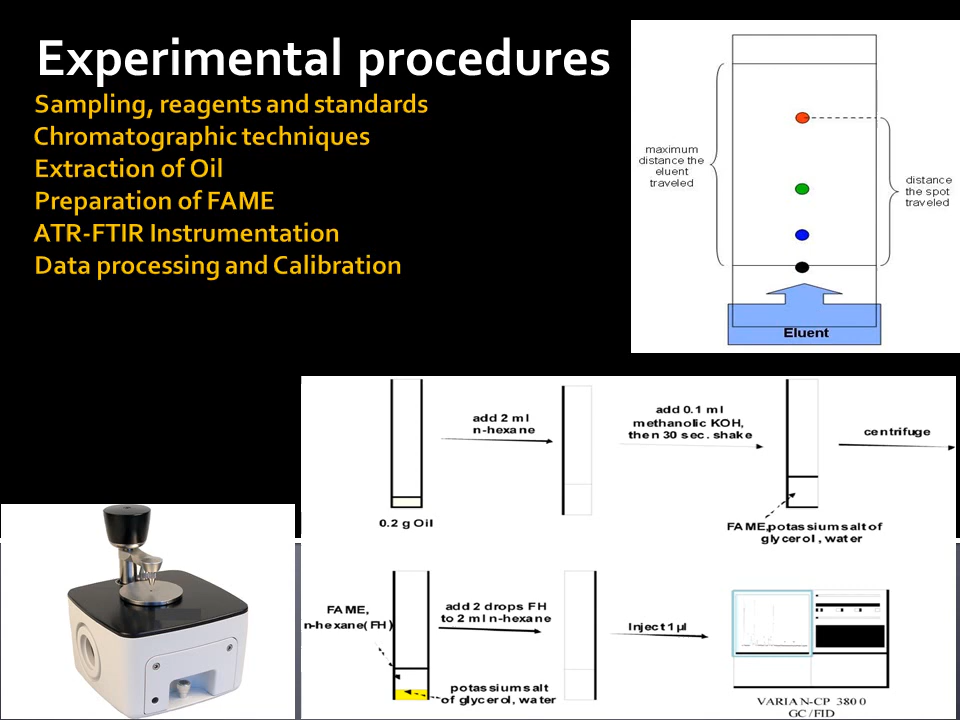 Experimental procedures
Sampling, reagents and standards
Chromatographic techniques
Extraction of Oil
Preparation of FAME
ATR-FTIR Instrumentation
Data processing and Calibration
maximum
distance the
eluent
traveled
distance
the spot
traveled
Eluent
0.2 g Oil
add 2 ml
n-hexane
add 0.1 ml
methanolic KOH,
then 30 sec. shake
FAME,potassium salt of
glycerol, water
centrifuge
FAME,
n-hexane(FH)
potassium salt
of glycerol, water
add 2 drops FH
to 2 ml n-hexane
Inject 1 µl
VARIAN-CP 3800
GC/FID